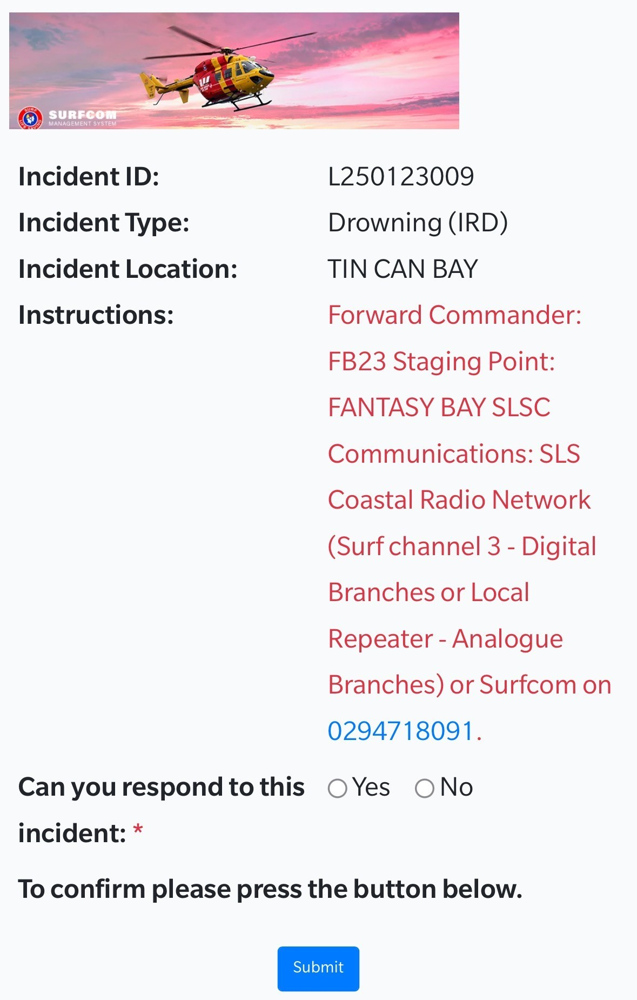 SURF
LIFE SAVING
SURFCOM
MANAGEMENT SYSTEM
Incident ID: L250123009
Incident Type: Drowning (IRD)
Incident Location: TIN CAN BAY
Instructions: Forward Commander:
FB23 Staging Point:
FANTASY BAY SLSC
Communications: SLS
Coastal Radio Network
(Surf channel 3 - Digital
Branches or Local
Repeater - Analogue
Branches) or Surfcom on
0294718091.
Can you respond to this Yes No
incident: *
To confirm please press the button below.
Submit